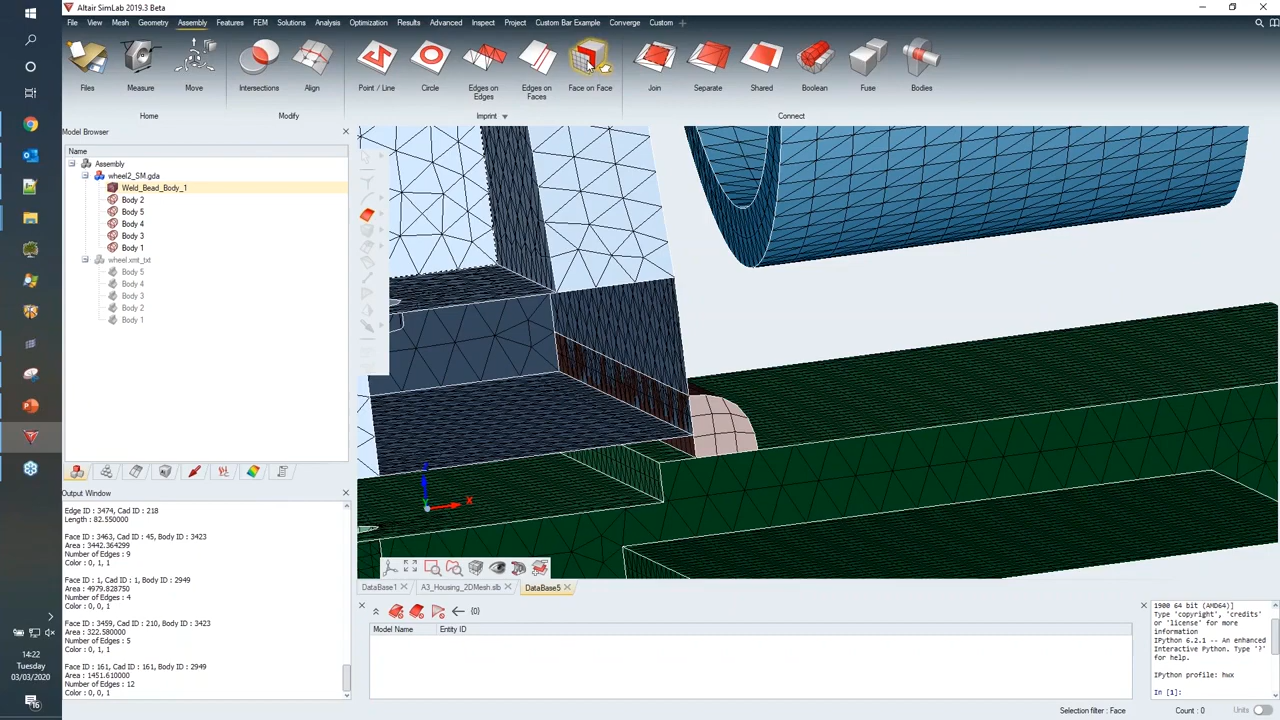 Altair SimLab 2019.3 Beta
File View Mesh Geometry Assembly Features FEM Solutions Analysis Optimization Results Advanced Inspect Project Custom Bar Example Converge Custom
Files Measure Move Intersections Align Point / Line Circle Edges on Edges Edges on Faces Face on Face Join Separate Shared Boolean Fuse Bodies
Home Modify Imprint Connect
Model Browser
Name
Assembly
wheel2_SM.gda
Weld_Bead_Body_1
Body 2
Body 5
Body 4
Body 3
Body 1
wheel.xmt_txt
Body 5
Body 4
Body 3
Body 2
Body 1
Output Window
Edge ID : 3474, Cad ID : 218
Length : 82.550000
Face ID : 3463, Cad ID : 45, Body ID : 3423
Area : 3442.364299
Number of Edges : 9
Color : 0, 1, 1
Face ID : 1, Cad ID : 1, Body ID : 2949
Area : 4979.828750
Number of Edges : 4
Color : 0, 0, 1
Face ID : 3459, Cad ID : 210, Body ID : 3423
Area : 322.580000
Number of Edges : 5
Color : 0, 1, 1
Face ID : 161, Cad ID : 161, Body ID : 2949
Area : 1451.610000
Number of Edges : 12
Color : 0, 0, 1
X
DataBase1 A3_Housing_2DMesh.slb DataBase5
(0)
Model Name Entity ID
1900 64 bit (AMD64)]
Type 'copyright', 'credits'
or 'license' for more
information
IPython 6.2.1 -- An enhanced
Interactive Python. Type '?'
for help.
IPython profile: hwx
In [1]:
Selection filter : Face Count : 0 Units
14:22
Tuesday
03/03/2020
16